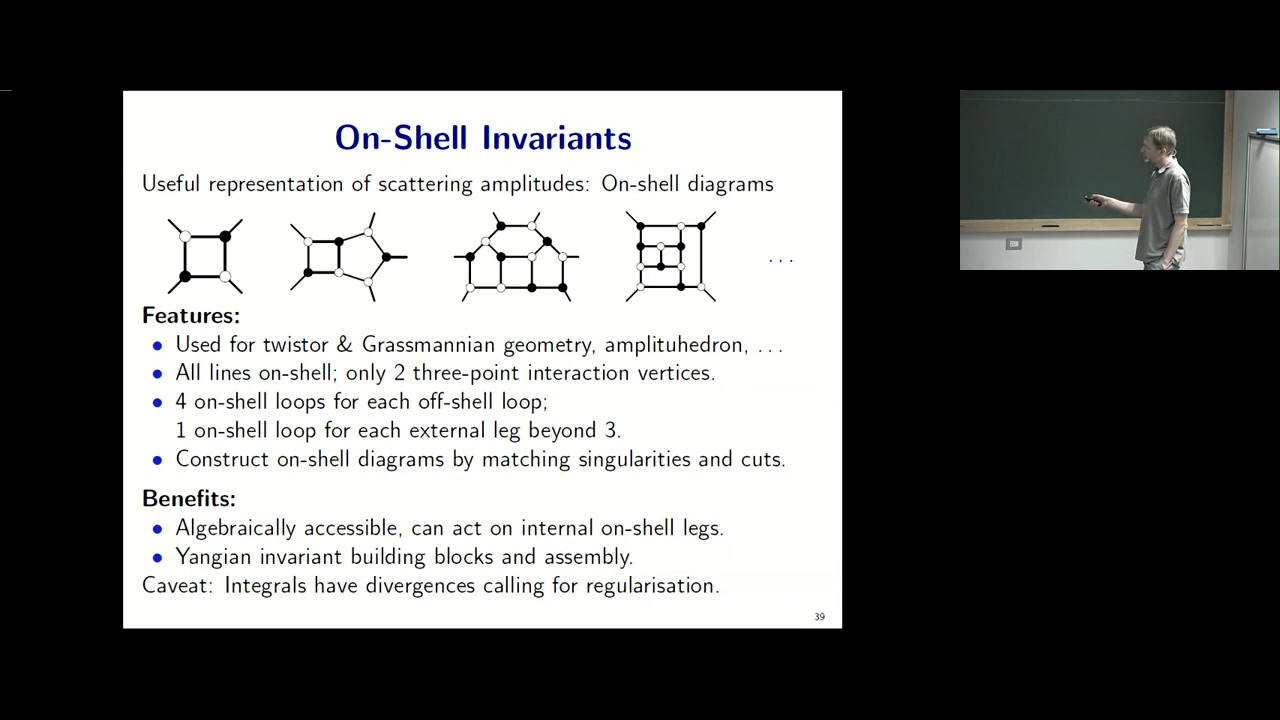 On-Shell Invariants
Useful representation of scattering amplitudes: On-shell diagrams
...
Features:
• Used for twistor & Grassmannian geometry, amplituhedron, ...
• All lines on-shell; only 2 three-point interaction vertices.
• 4 on-shell loops for each off-shell loop;
1 on-shell loop for each external leg beyond 3.
• Construct on-shell diagrams by matching singularities and cuts.
Benefits:
• Algebraically accessible, can act on internal on-shell legs.
• Yangian invariant building blocks and assembly.
Caveat: Integrals have divergences calling for regularisation.
39